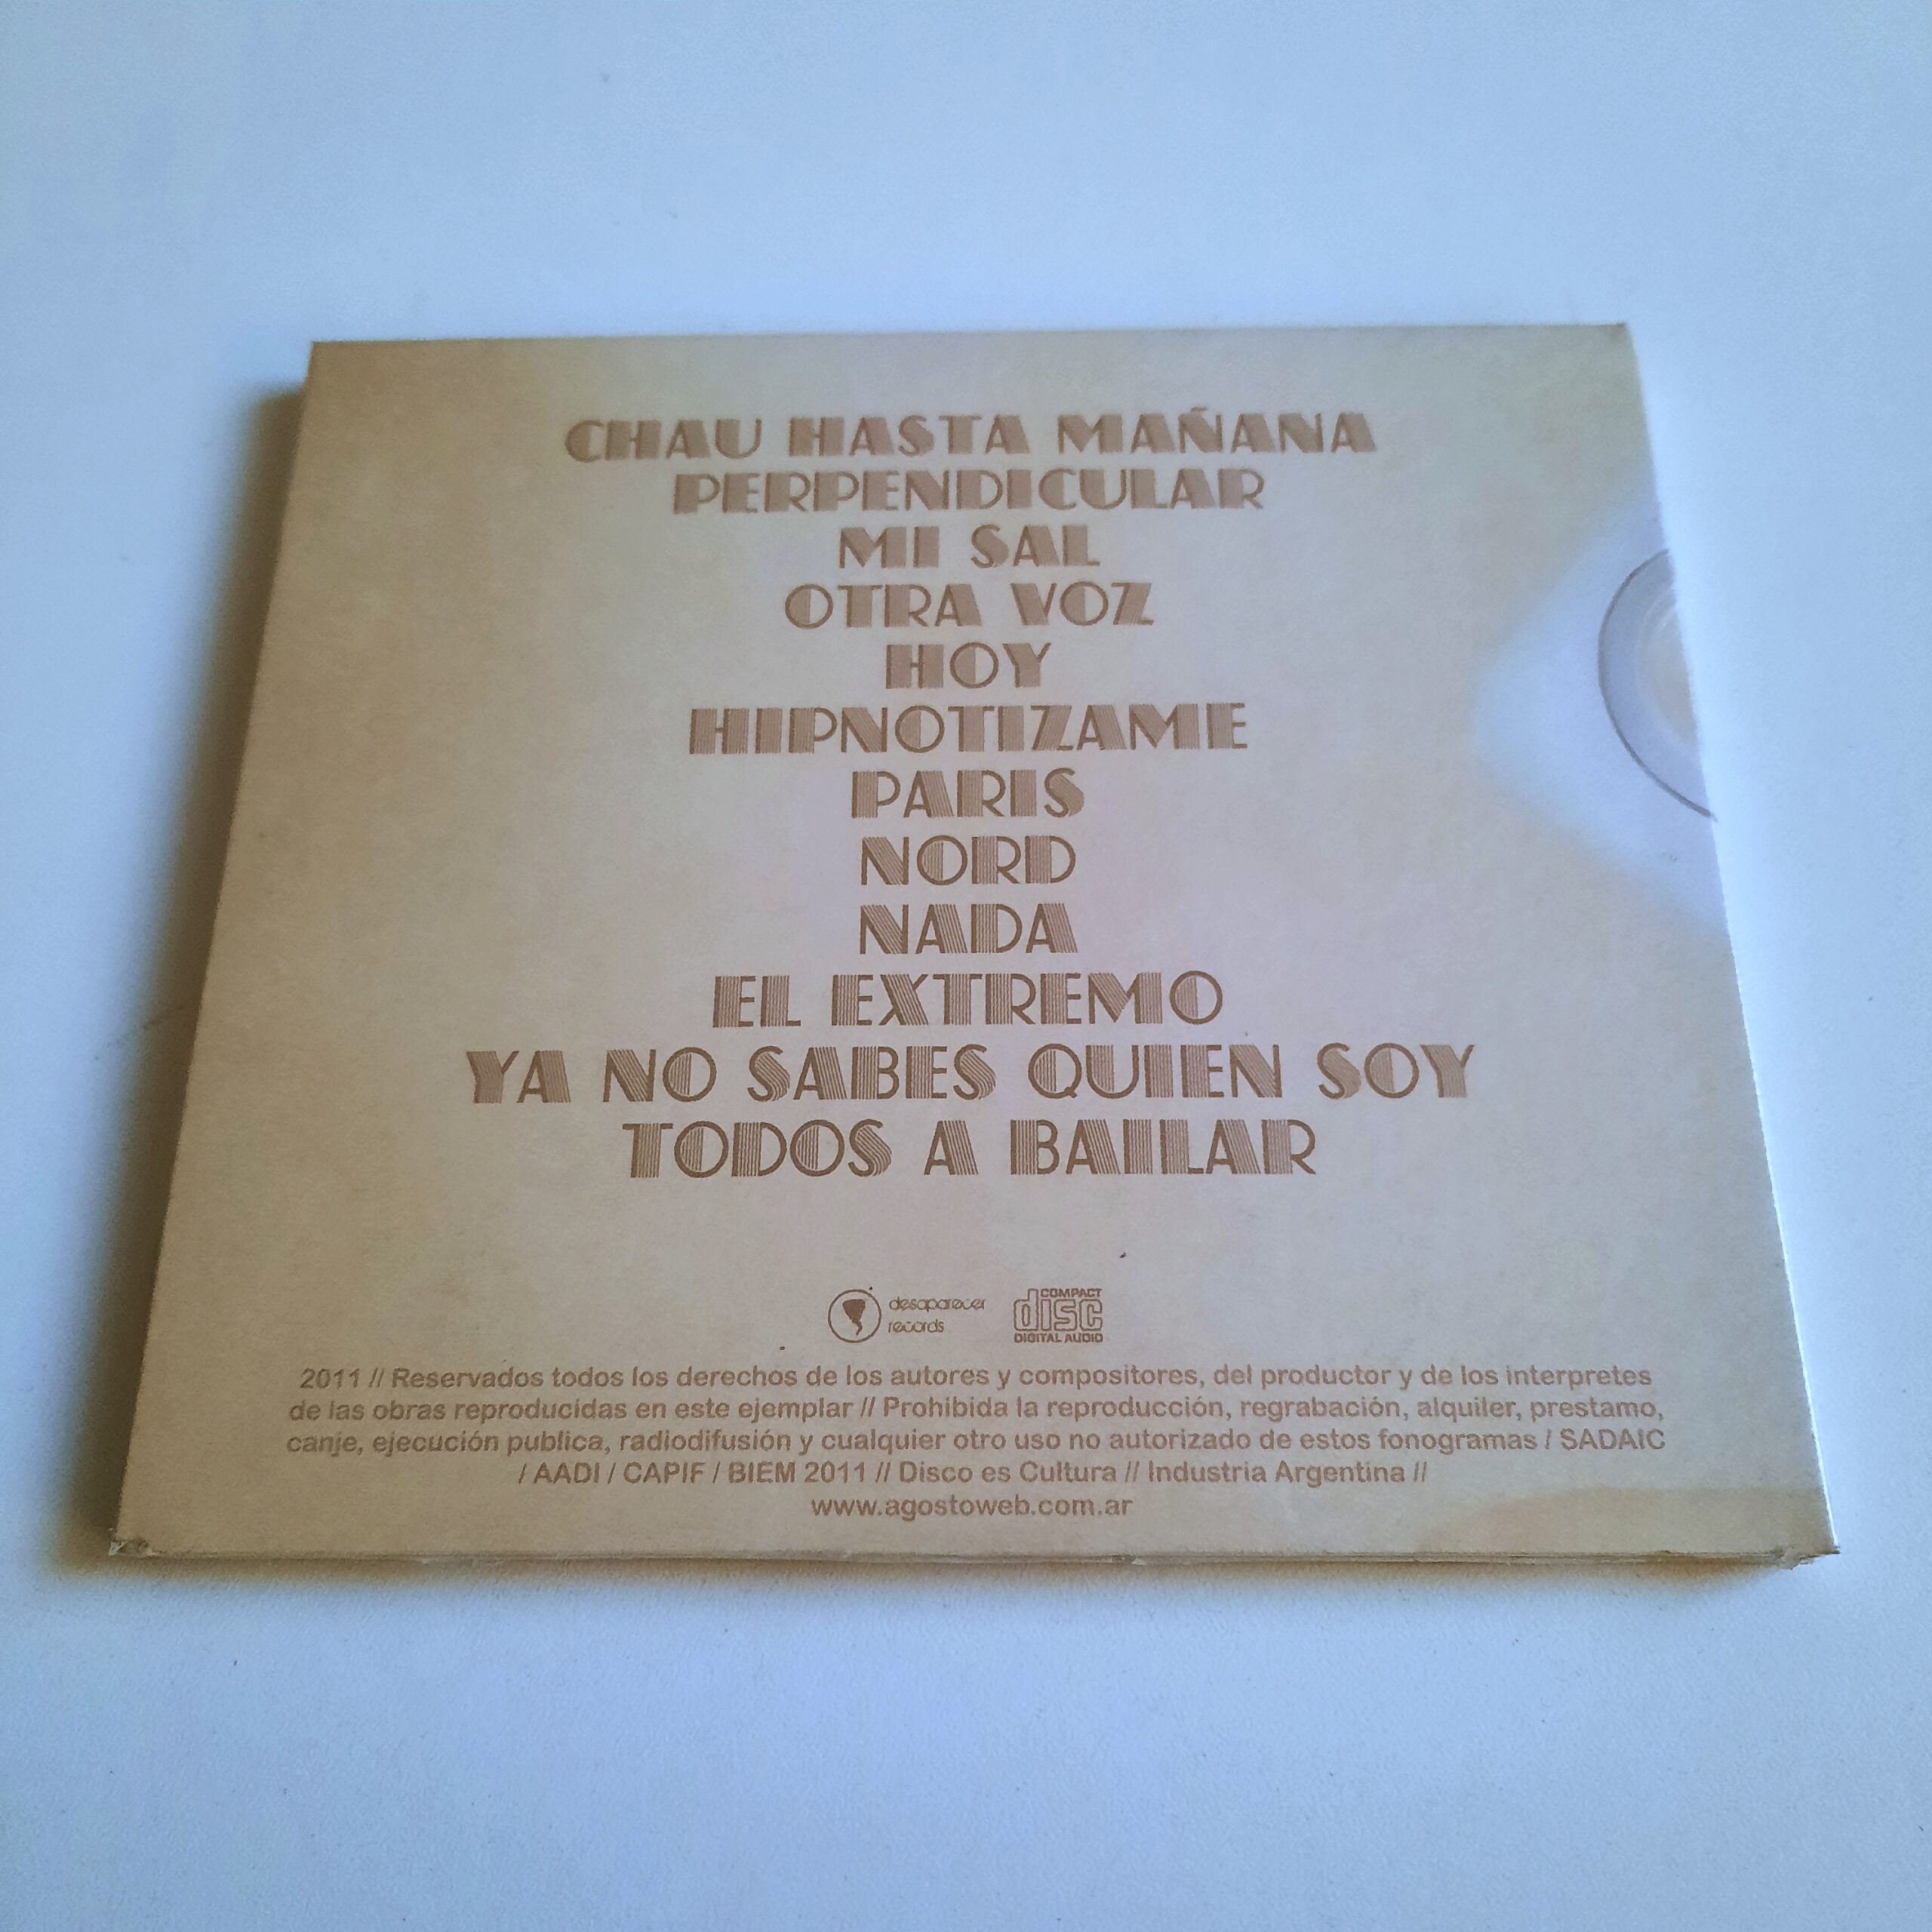 CHAU HASTA MAÑANA
PERPENDICULAR
MI SAL
OTRA VOZ
HOY
HIPNOTIZAME
PARIS
NORD
NADA
EL EXTREMO
YA NO SABES QUIEN SOY
TODOS A BAILAR
desaparecer
records
COMPACT
disc
DIGITAL AUDIO
2011 // Reservados todos los derechos de los autores y compositores, del productor y de los interpretes
de las obras reproducidas en este ejemplar // Prohibida la reproducción, regrabación, alquiler, prestamo,
canje, ejecución publica, radiodifusión y cualquier otro uso no autorizado de estos fonogramas / SADAIC
/ AADI / CAPIF / BIEM 2011 // Disco es Cultura // Industria Argentina //
www.agostoweb.com.ar